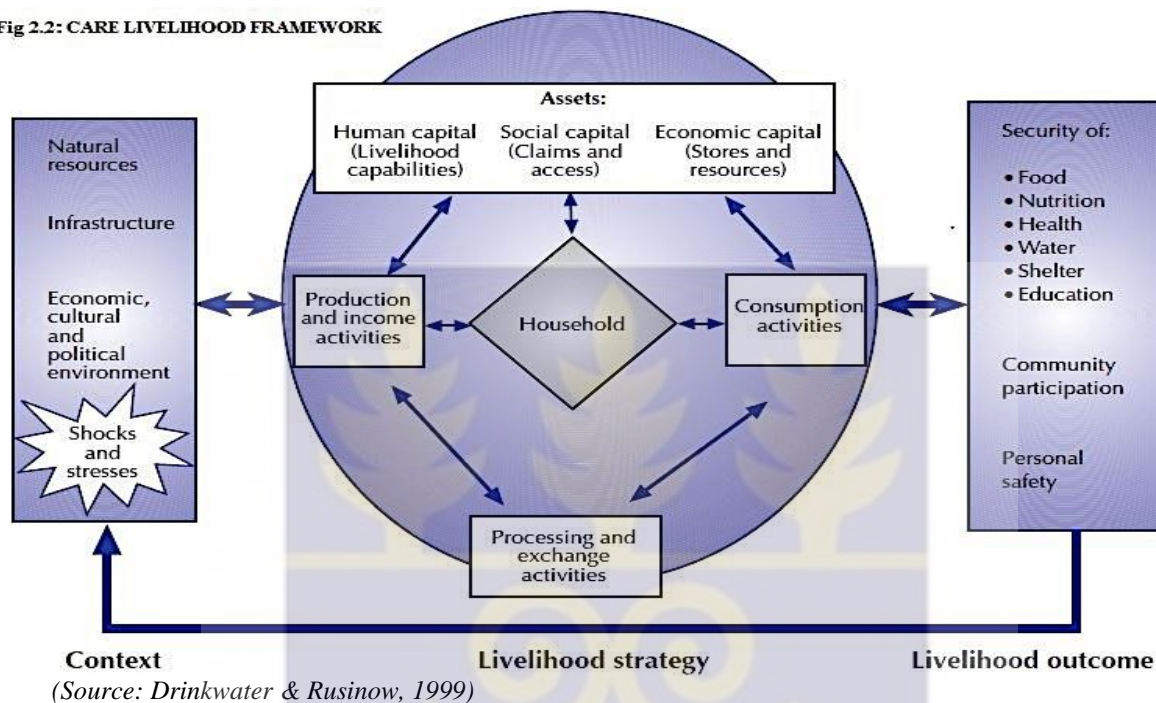 Fig 2.2: CARE LIVELIHOOD FRAMEWORK
Assets:
Human capital
(Livelihood
capabilities)
Social capital
(Claims and
access)
Economic capital
(Stores and
resources)
Natural
resources
Infrastructure
Economic,
cultural
and
political
environment
Shocks
and
stresses
Production
and income
activities
Household
Consumption
activities
Processing and
exchange
activities
Security of:
• Food
• Nutrition
• Health
• Water
• Shelter
• Education
Community
participation
Personal
safety
Context
Livelihood strategy
Livelihood outcome
(Source: Drinkwater & Rusinow, 1999)